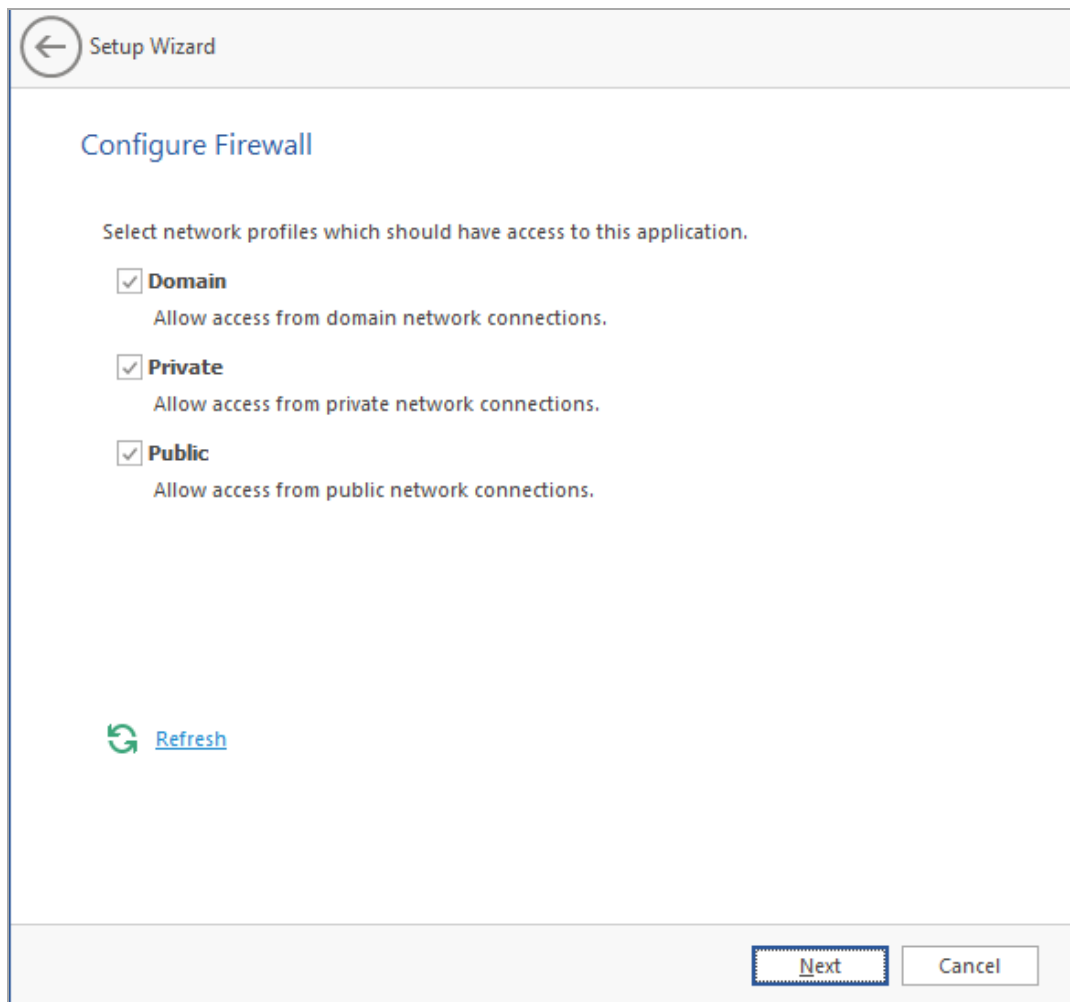 Setup Wizard
Configure Firewall
Select network profiles which should have access to this application.
Domain
Allow access from domain network connections.
Private
Allow access from private network connections.
Public
Allow access from public network connections.
Refresh
Next
Cancel